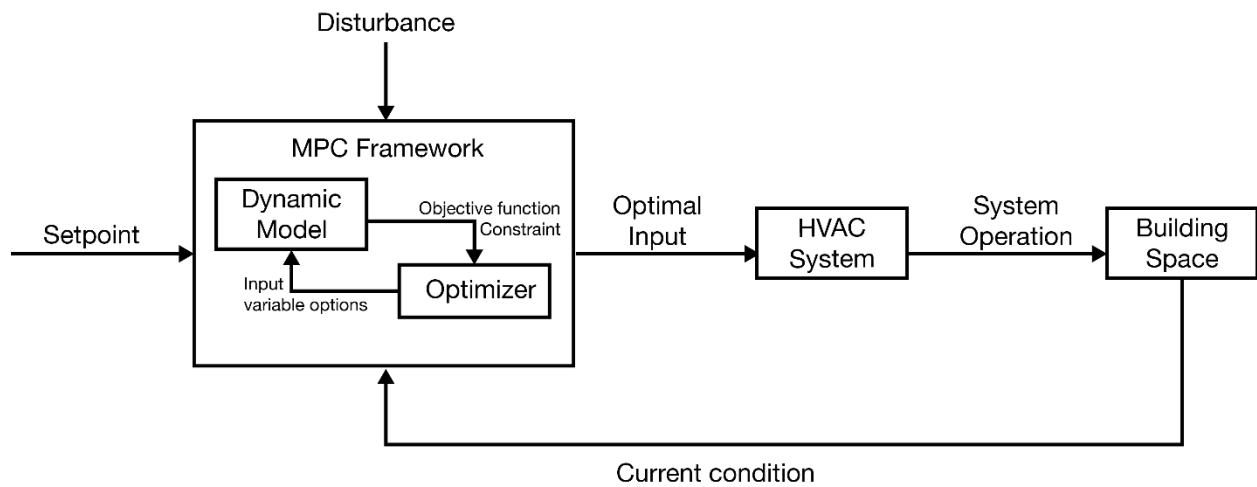 Disturbance
MPC Framework
Dynamic
Model
Objective function
Constraint
Input
variable options
Optimizer
Setpoint
Optimal
Input
HVAC
System
System
Operation
Building
Space
Current condition